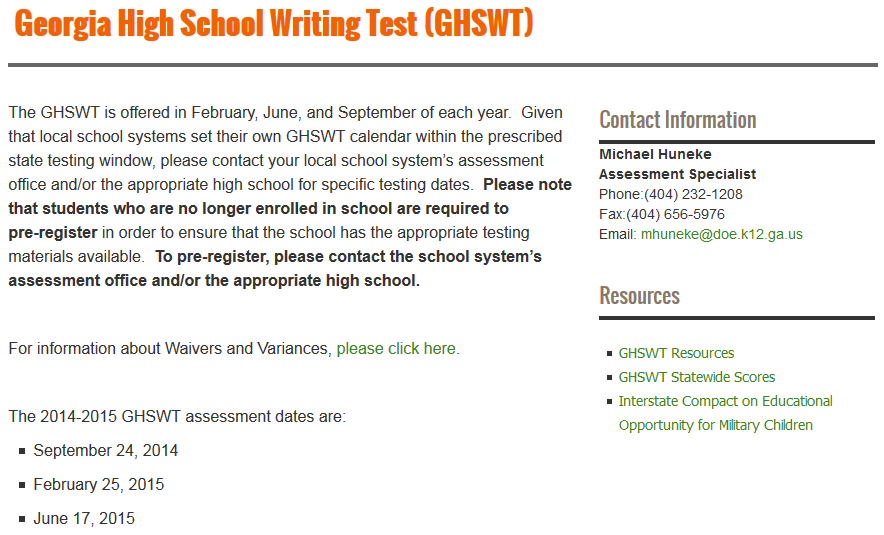 Georgia High School Writing Test (GHSWT)
The GHSWT is offered in February, June, and September of each year.  Given
that local school systems set their own GHSWT calendar within the prescribed
state testing window, please contact your local school system’s assessment
office and/or the appropriate high school for specific testing dates.  Please note
that students who are no longer enrolled in school are required to
pre-register in order to ensure that the school has the appropriate testing
materials available.  To pre-register, please contact the school system’s
assessment office and/or the appropriate high school.
For information about Waivers and Variances, please click here.
The 2014-2015 GHSWT assessment dates are:
September 24, 2014
February 25, 2015
June 17, 2015
Contact Information
Michael Huneke
Assessment Specialist
Phone:(404) 232-1208
Fax:(404) 656-5976
Email: mhuneke@doe.k12.ga.us
Resources
GHSWT Resources
GHSWT Statewide Scores
Interstate Compact on Educational
Opportunity for Military Children